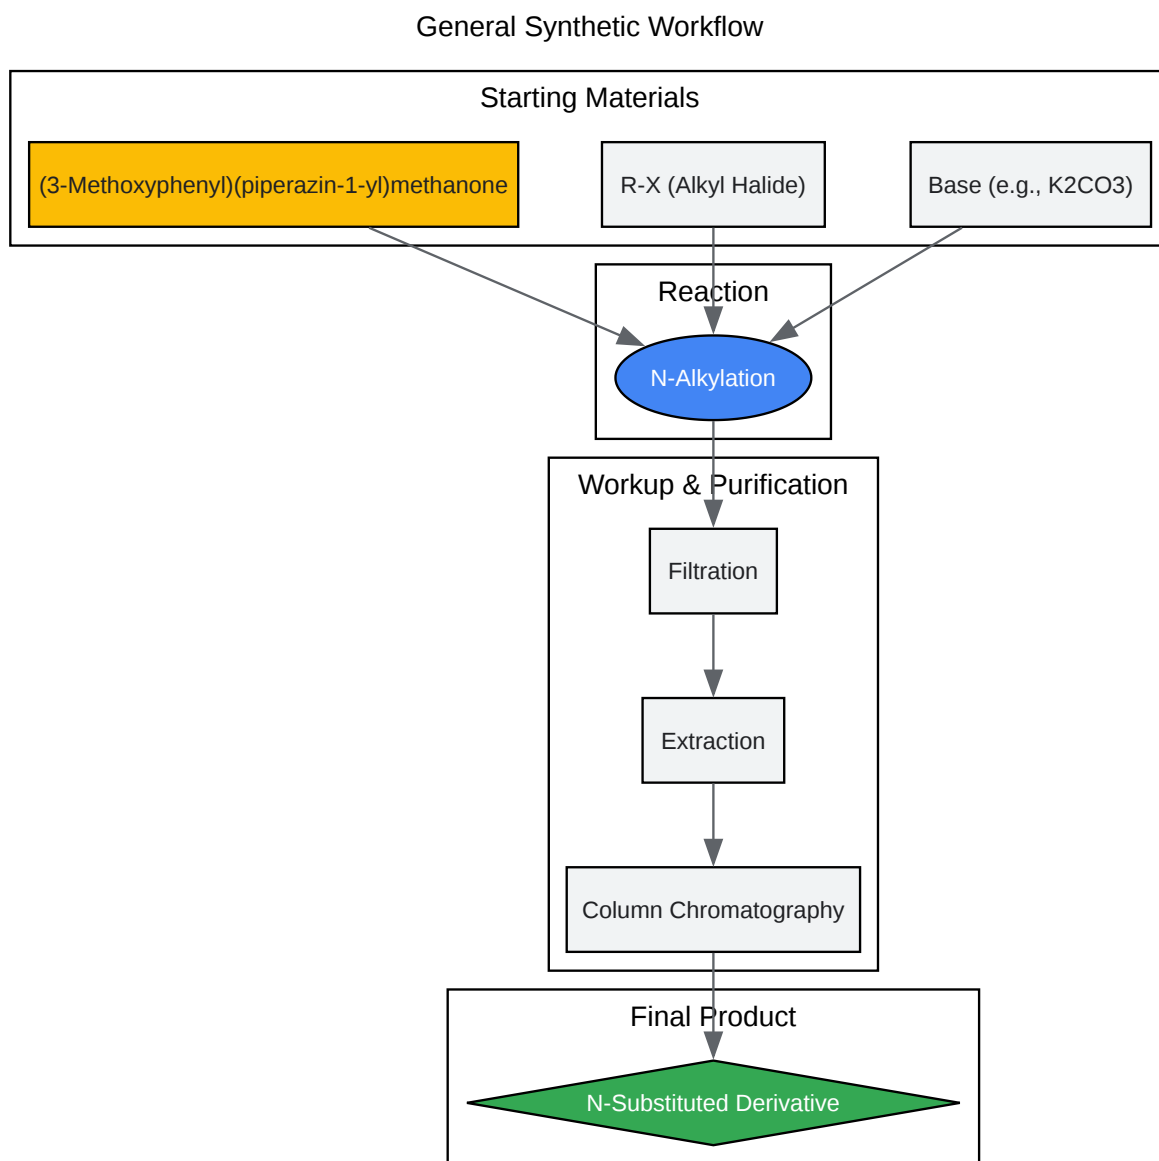 General Synthetic Workflow
Starting Materials
(3-Methoxyphenyl)(piperazin-1-yl)methanone
R-X (Alkyl Halide)
Base (e.g., K2CO3)
Reaction
N-Alkylation
Workup & Purification
Filtration
Extraction
Column Chromatography
Final Product
N-Substituted Derivative